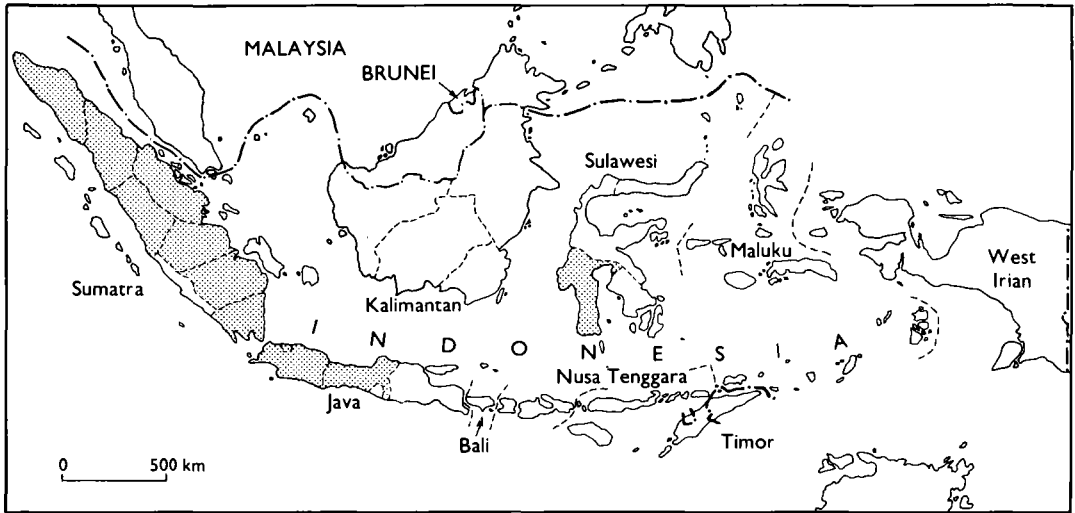 MALAYSIA
BRUNEI
Sulawesi
Maluku
West
Irian
Sumatra
Kalimantan
I N D O N E S I A
Nusa Tenggara
Java
Bali
Timor
0 500 km